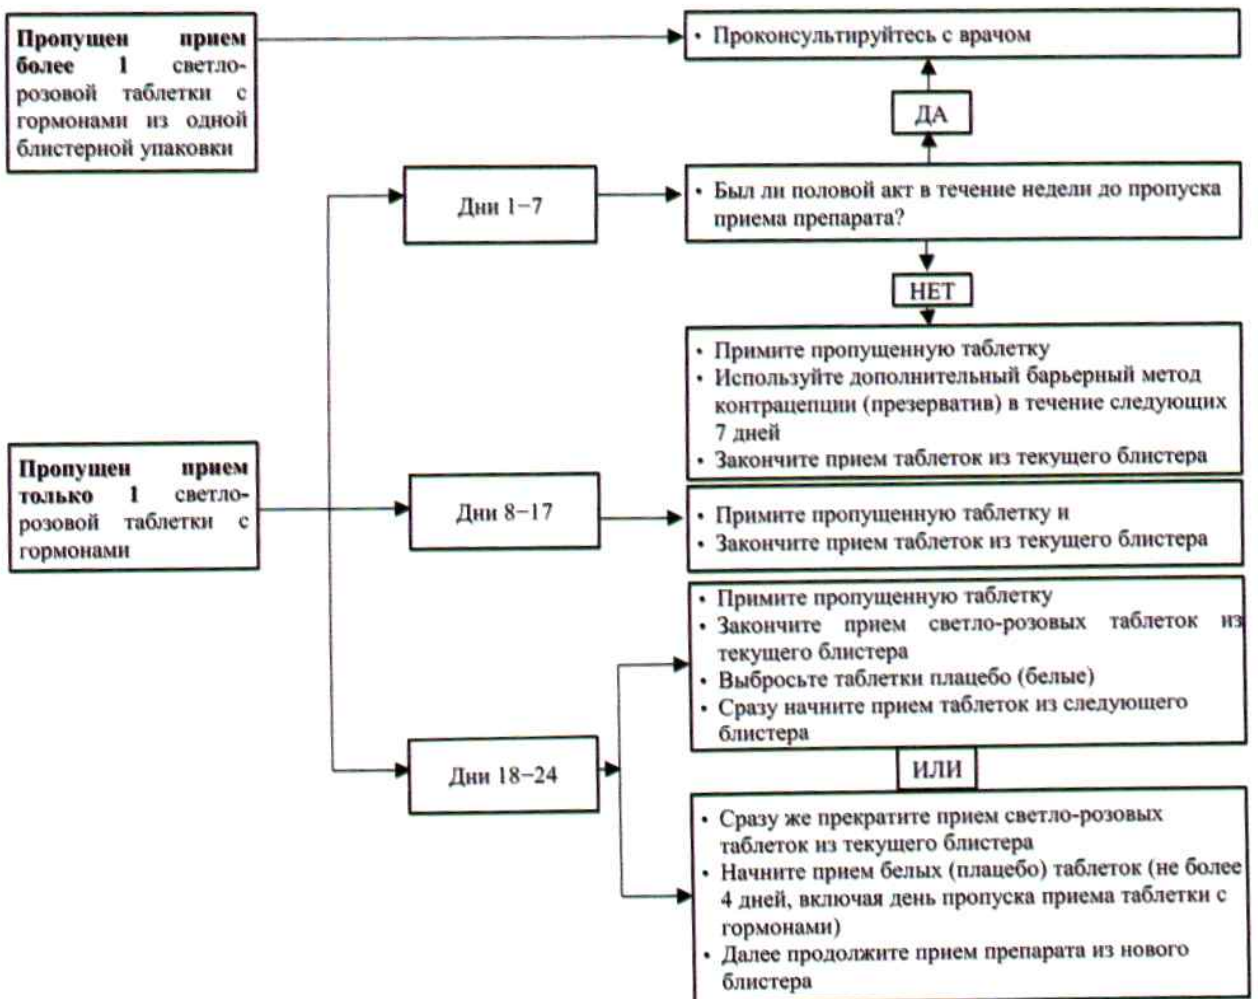 Пропущен прием
более 1 светло-
розовой таблетки с
гормонами из одной
блистерной упаковки
• Проконсультируйтесь с врачом
ДА
Дни 1−7
• Был ли половой акт в течение недели до пропуска
приема препарата?
НЕТ
• Примите пропущенную таблетку
• Используйте дополнительный барьерный метод
контрацепции (презерватив) в течение следующих
7 дней
• Закончите прием таблеток из текущего блистера
Пропущен прием
только 1 светло-
розовой таблетки с
гормонами
Дни 8−17
• Примите пропущенную таблетку и
• Закончите прием таблеток из текущего блистера
Дни 18−24
• Примите пропущенную таблетку
• Закончите прием светло-розовых таблеток из
текущего блистера
• Выбросьте таблетки плацебо (белые)
• Сразу начните прием таблеток из следующего
блистера
ИЛИ
• Сразу же прекратите прием светло-розовых
таблеток из текущего блистера
• Начните прием белых (плацебо) таблеток (не более
4 дней, включая день пропуска приема таблетки с
гормонами)
• Далее продолжите прием препарата из нового
блистера